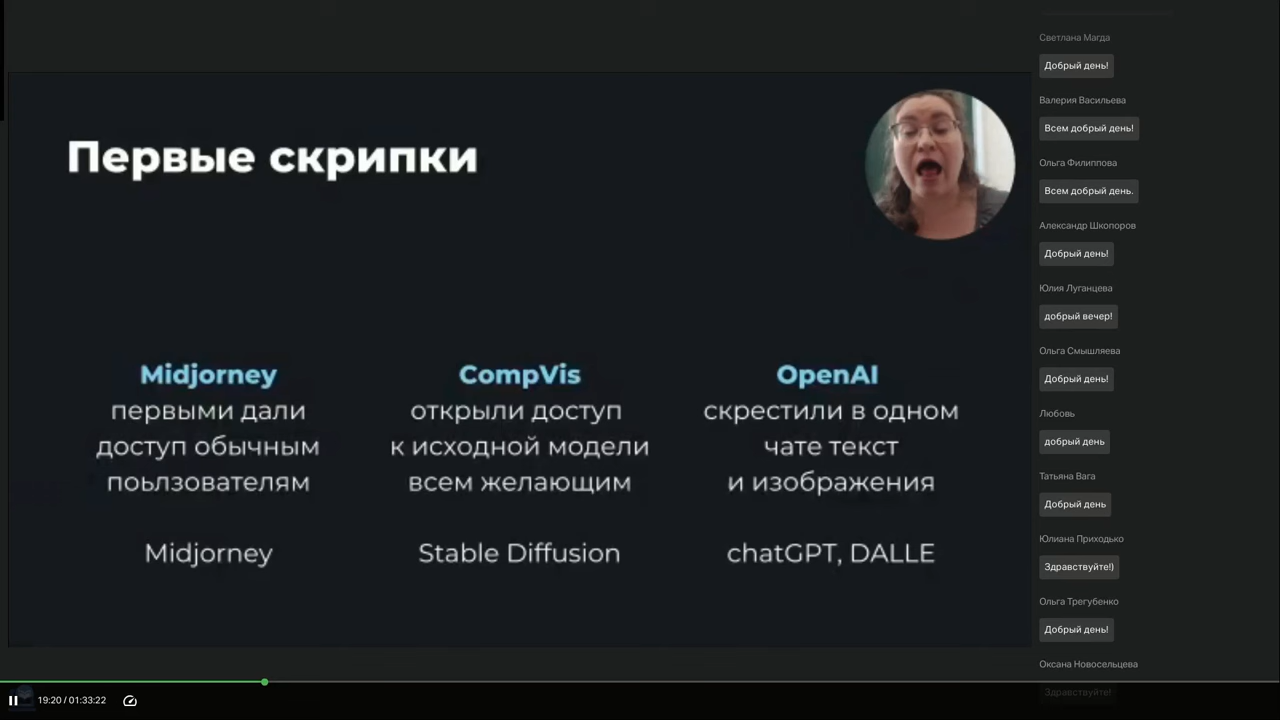 Первые скрипки
Midjorney
первыми дали
доступ обычным
поьлзователям
Midjorney
CompVis
открыли доступ
к исходной модели
всем желающим
Stable Diffusion
OpenAI
скрестили в одном
чате текст
и изображения
chatGPT, DALLE
Светлана Магда
Добрый день!
Валерия Васильева
Всем добрый день!
Ольга Филиппова
Всем добрый день.
Александр Шкопоров
Добрый день!
Юлия Луганцева
добрый вечер!
Ольга Смышляева
Добрый день!
Любовь
добрый день
Татьяна Вага
Добрый день
Юлиана Приходько
Здравствуйте!)
Ольга Трегубенко
Добрый день!
Оксана Новосельцева
Здравствуйте!
19:20 / 01:33:22